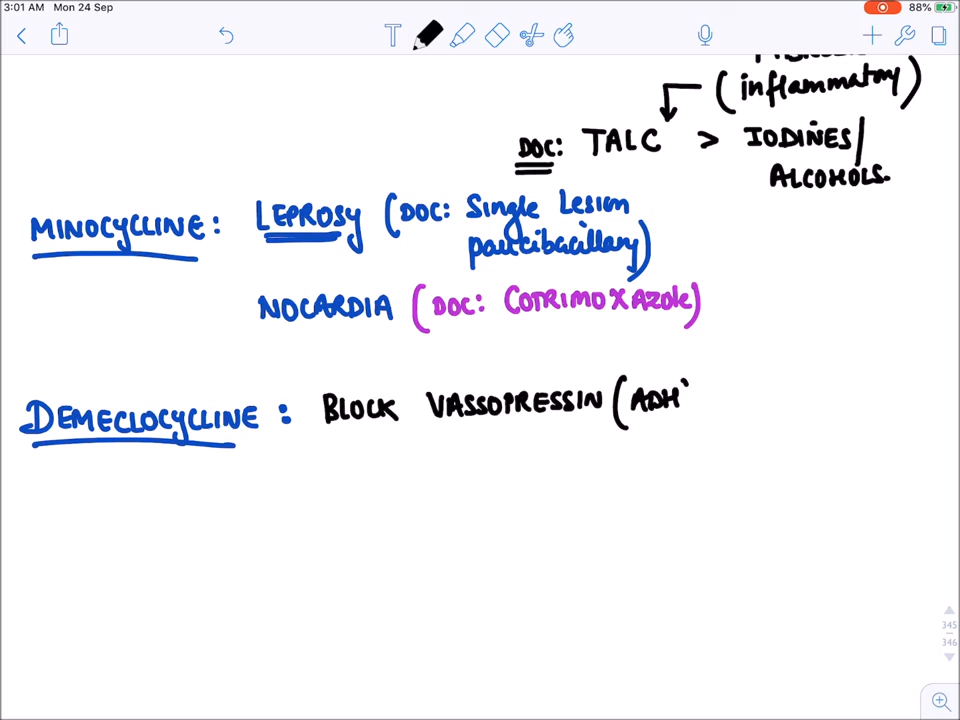 3:01 AM Mon 24 Sep
88%
T
(inflammatory)
DOC: TALC > IODINES/
ALCOHOLS.
MINOCYCLINE: LEPROSY (DOC: Single Lesion
paucibacillary)
NOCARDIA (DOC: COTRIMOXAZOLE)
DEMECLOCYCLINE: BLOCK VASSOPRESSIN (ADH
345
346